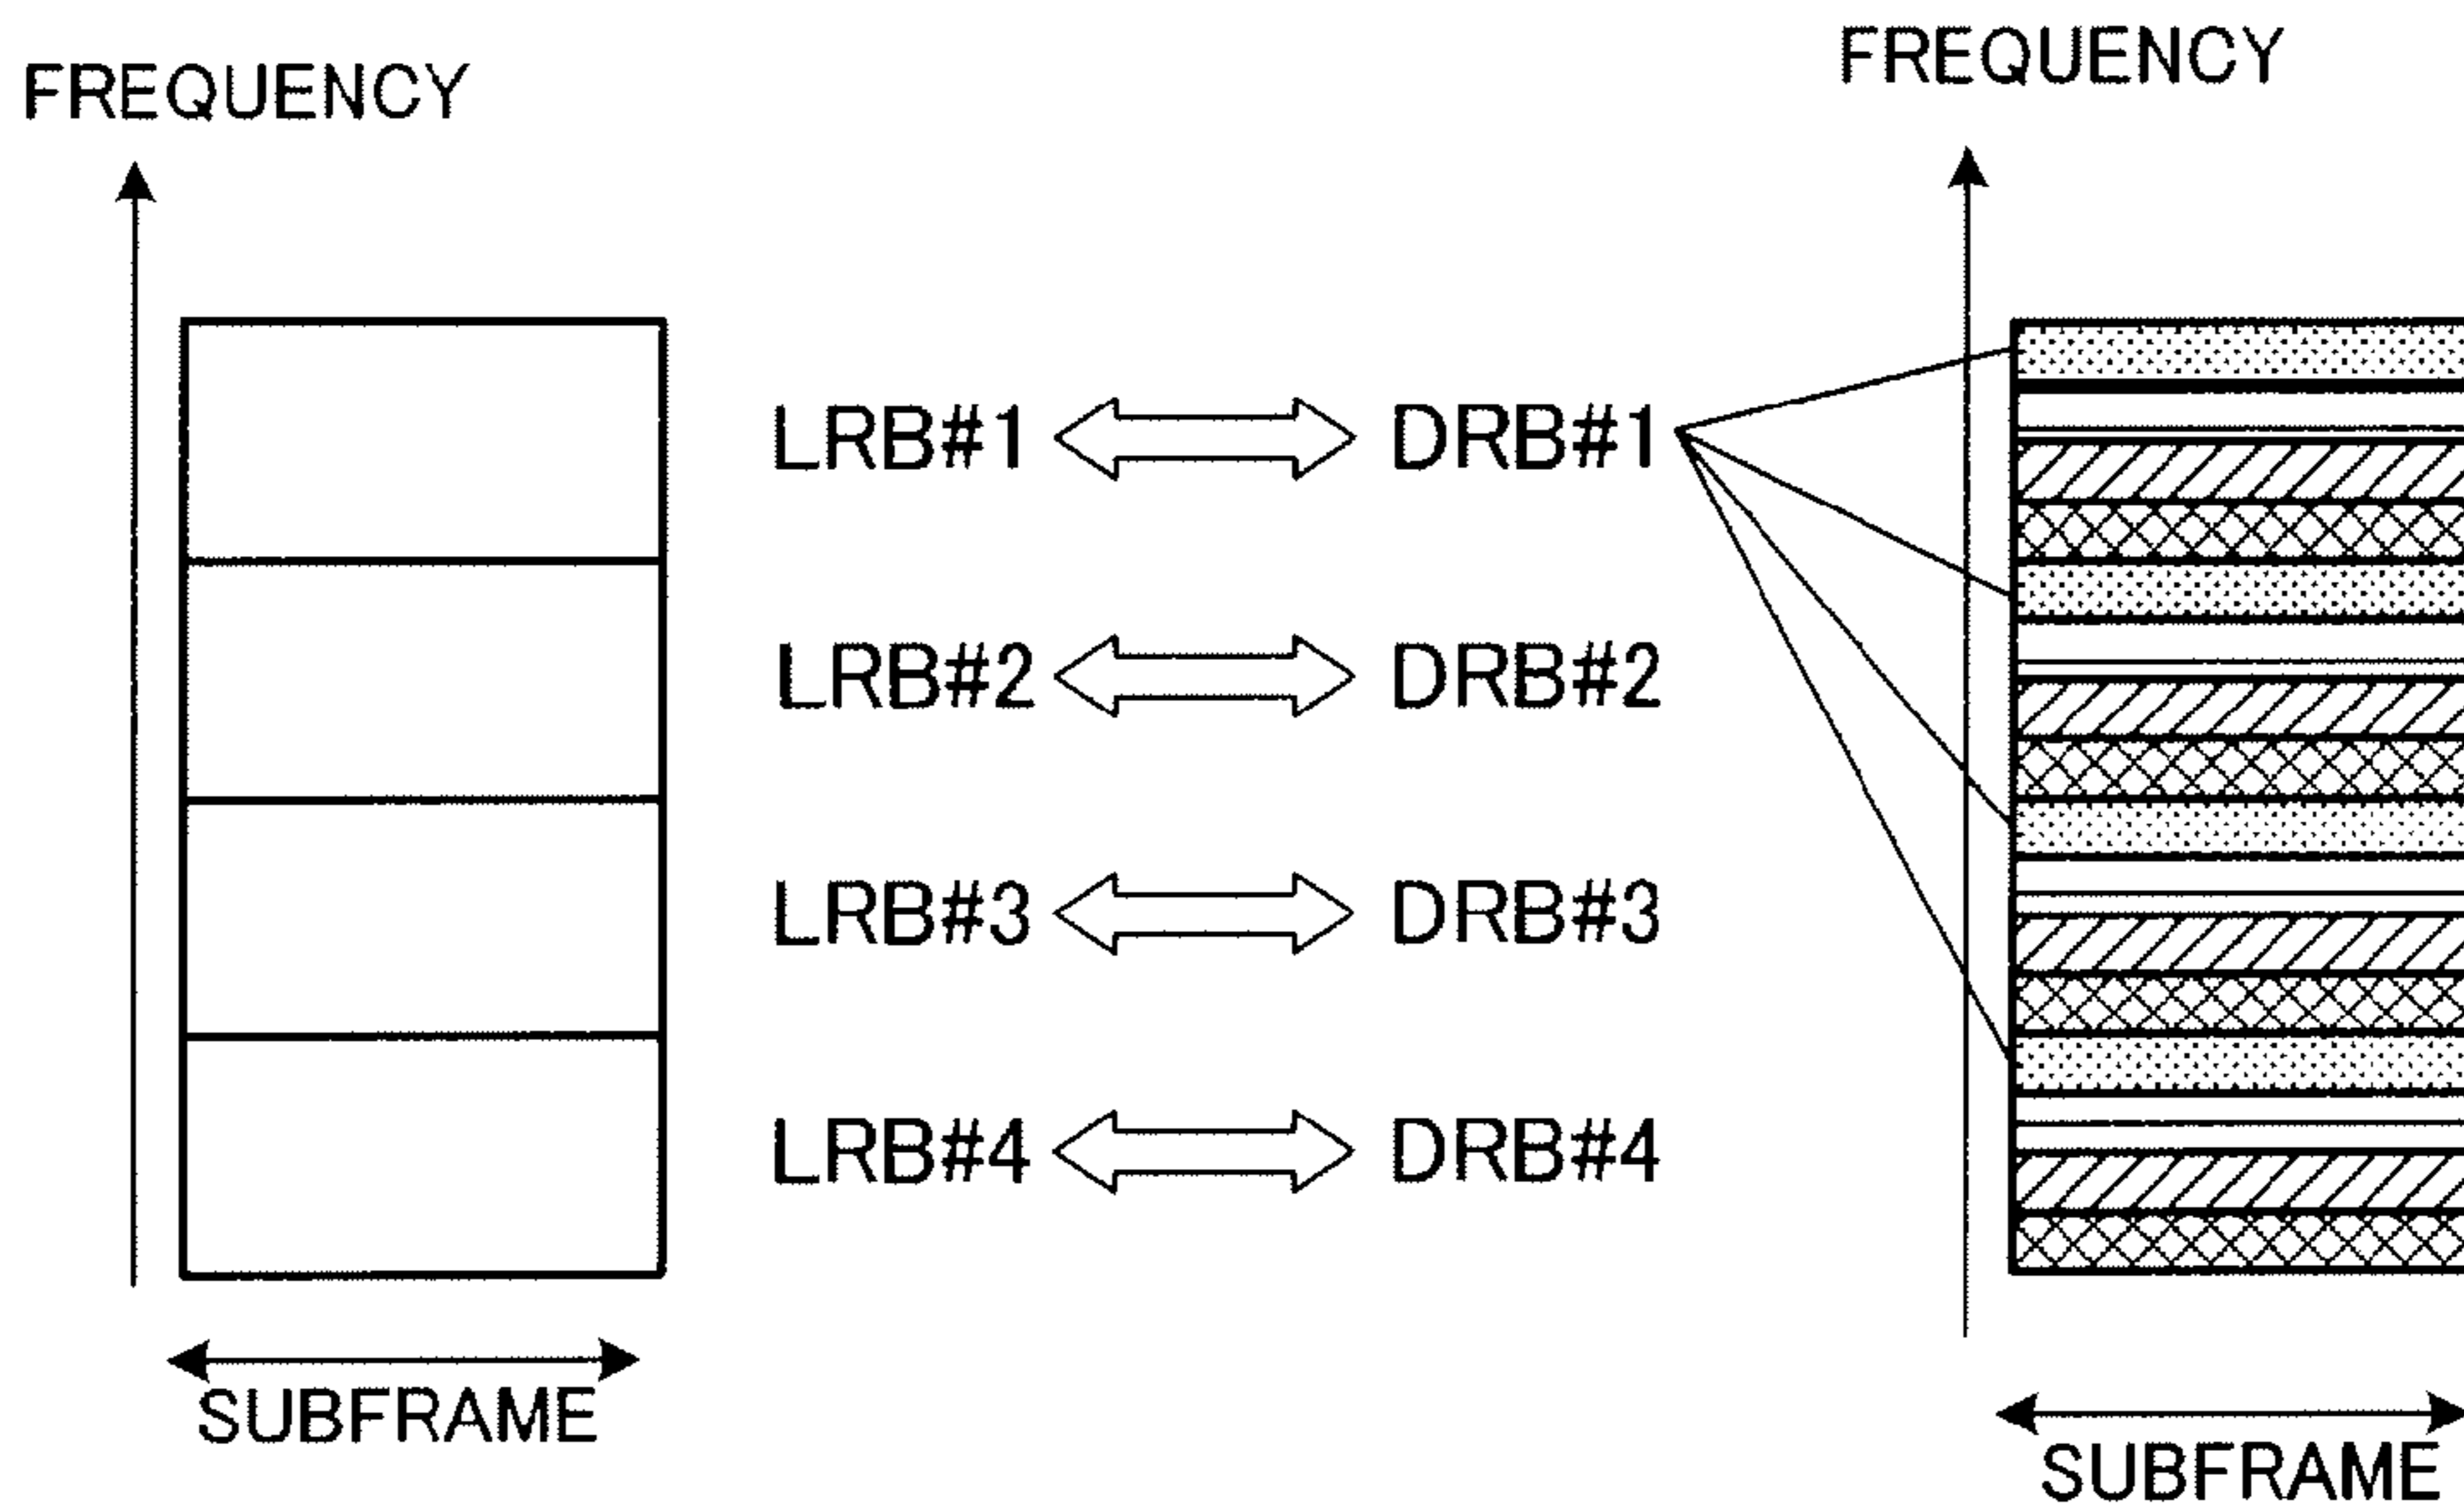 FREQUENCY
FREQUENCY
LRB#1 DRB#1
LRB#2 DRB#2
LRB#3 DRB#3
LRB#4 DRB#4
SUBFRAME
SUBFRAME